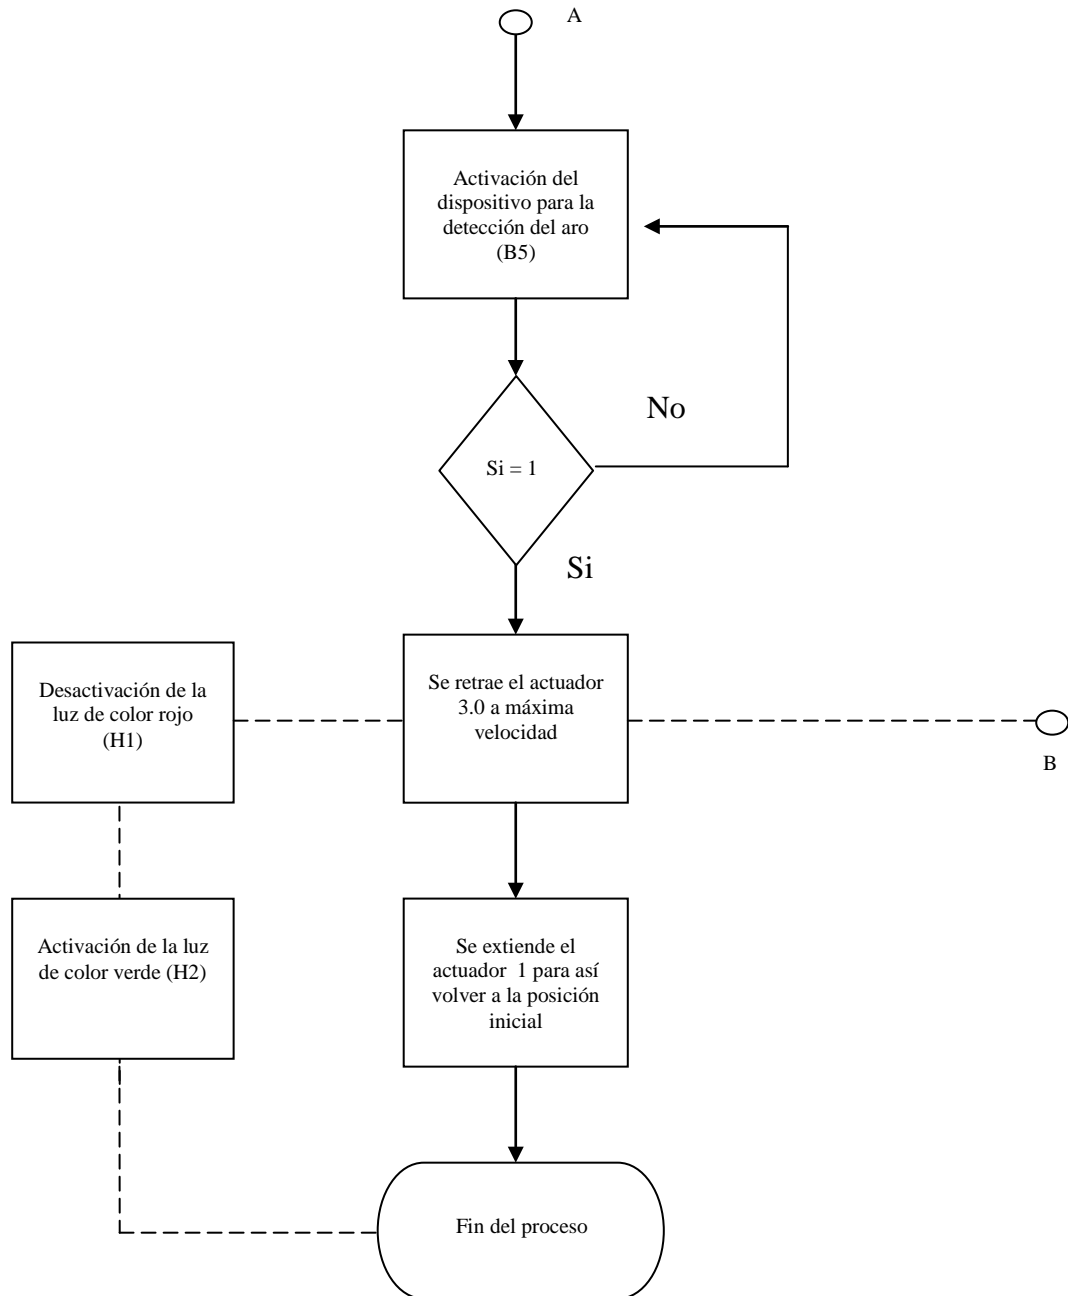 A
Activación del
dispositivo para la
detección del aro
(B5)
No
Si = 1
Si
Desactivación de la
luz de color rojo
(H1)
Se retrae el actuador
3.0 a máxima
velocidad
B
Activación de la luz
de color verde (H2)
Se extiende el
actuador 1 para así
volver a la posición
inicial
Fin del proceso